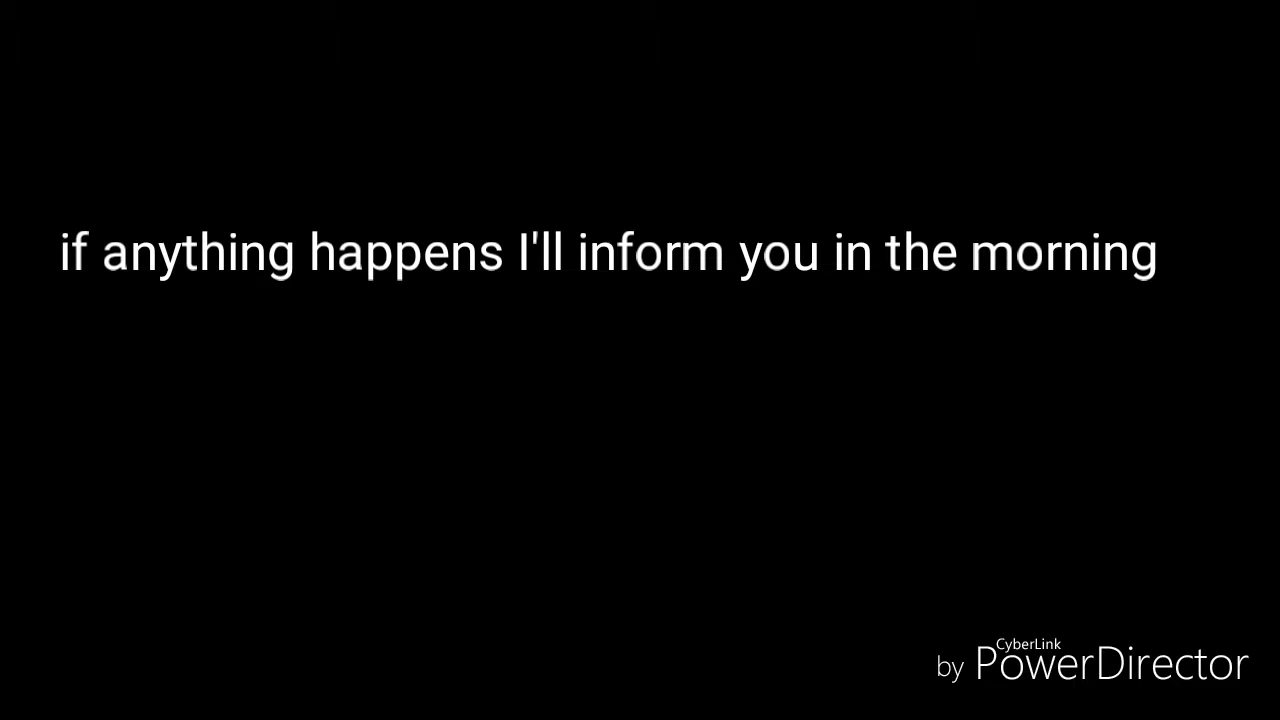 if anything happens I'll inform you in the morning
CyberLink
by PowerDirector